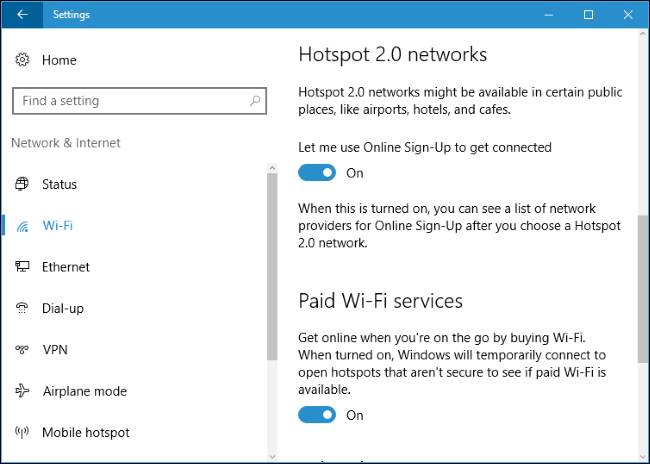 Settings
Home
Find a setting
Network & Internet
Status
Wi-Fi
Ethernet
Dial-up
VPN
Airplane mode
Mobile hotspot
Hotspot 2.0 networks
Hotspot 2.0 networks might be available in certain public
places, like airports, hotels, and cafes.
Let me use Online Sign-Up to get connected
On
When this is turned on, you can see a list of network
providers for Online Sign-Up after you choose a Hotspot
2.0 network.
Paid Wi-Fi services
Get online when you're on the go by buying Wi-Fi.
When turned on, Windows will temporarily connect to
open hotspots that aren't secure to see if paid Wi-Fi is
available.
On